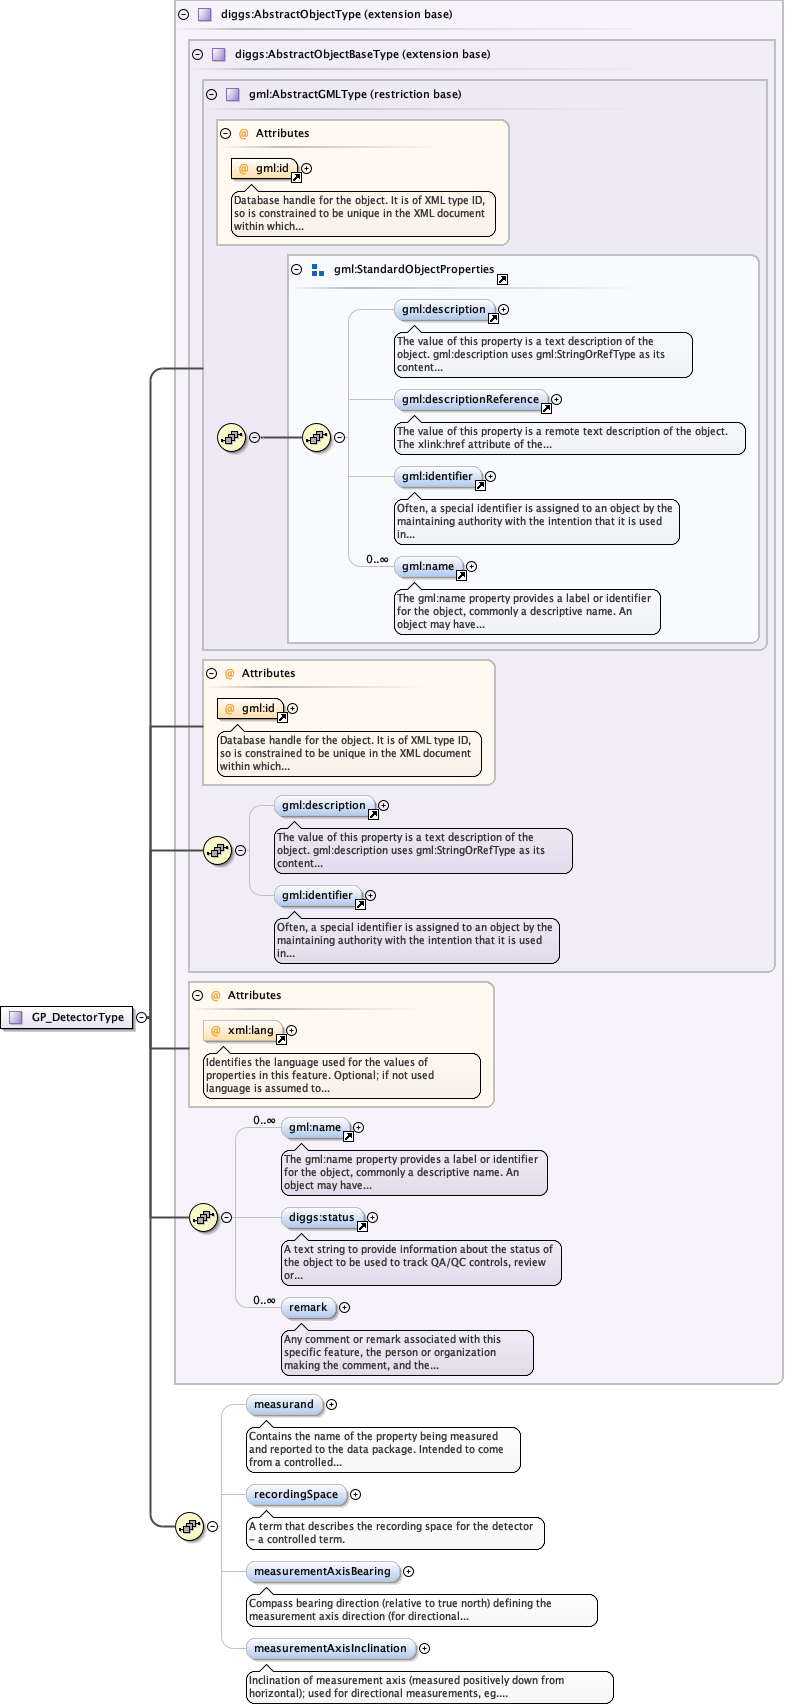 diggs:AbstractObjectType (extension base)
diggs:AbstractObjectBaseType (extension base)
gml:AbstractGMLType (restriction base)
@ Attributes
@ gml:id
Database handle for the object. It is of XML type ID,
so is constrained to be unique in the XML document
within which...
gml:StandardObjectProperties
gml:description
The value of this property is a text description of the
object. gml:description uses gml:StringOrRefType as its
content...
gml:descriptionReference
The value of this property is a remote text description of the object.
The xlink:href attribute of the...
gml:identifier
Often, a special identifier is assigned to an object by the
maintaining authority with the intention that it is used
in...
0..∞
gml:name
The gml:name property provides a label or identifier
for the object, commonly a descriptive name. An
object may have...
@ Attributes
@ gml:id
Database handle for the object. It is of XML type ID,
so is constrained to be unique in the XML document
within which...
gml:description
The value of this property is a text description of the
object. gml:description uses gml:StringOrRefType as its
content...
gml:identifier
Often, a special identifier is assigned to an object by the
maintaining authority with the intention that it is used
in...
@ Attributes
GP_DetectorType
@ xml:lang
Identifies the language used for the values of
properties in this feature. Optional; if not used
language is assumed to...
0..∞
gml:name
The gml:name property provides a label or identifier
for the object, commonly a descriptive name. An
object may have...
diggs:status
A text string to provide information about the status of
the object to be used to track QA/QC controls, review
or...
0..∞
remark
Any comment or remark associated with this
specific feature, the person or organization
making the comment, and the...
measurand
Contains the name of the property being measured
and reported to the data package. Intended to come
from a controlled...
recordingSpace
A term that describes the recording space for the detector
- a controlled term.
measurementAxisBearing
Compass bearing direction (relative to true north) defining the
measurement axis direction (for directional...
measurementAxisInclination
Inclination of measurement axis (measured positively down from
horizontal); used for directional measurements, eg....